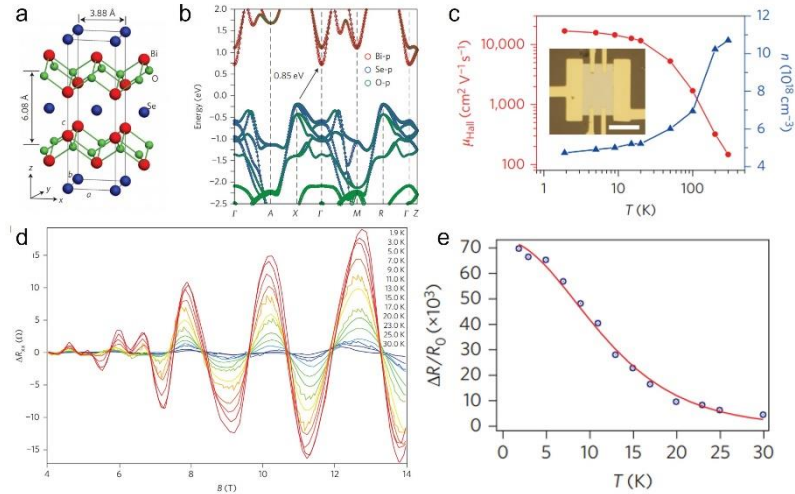 a
3.88 Å
Bi
O
6.08 Å
Se
c
b
a
z
y
x
b
Energy (eV)
2.0
1.5
1.0
0.5
0.0
-0.5
-1.0
-1.5
-2.0
-2.5
0.85 eV
Bi-p
Se-p
O-p
Γ A X Γ M R Γ Z
c
μHall (cm² V⁻¹ s⁻¹)
10,000
1,000
100
n (10¹⁸ cm⁻³)
12
10
8
6
4
1 10 100
T (K)
d
ΔRxx (Ω)
15
10
5
0
-5
-10
-15
4 6 8 10 12 14
B (T)
1.9 K
3.0 K
5.0 K
7.0 K
9.0 K
11.0 K
13.0 K
15.0 K
17.0 K
20.0 K
23.0 K
25.0 K
30.0 K
e
ΔR/R₀ (×10³)
70
60
50
40
30
20
10
0
0 5 10 15 20 25 30
T (K)